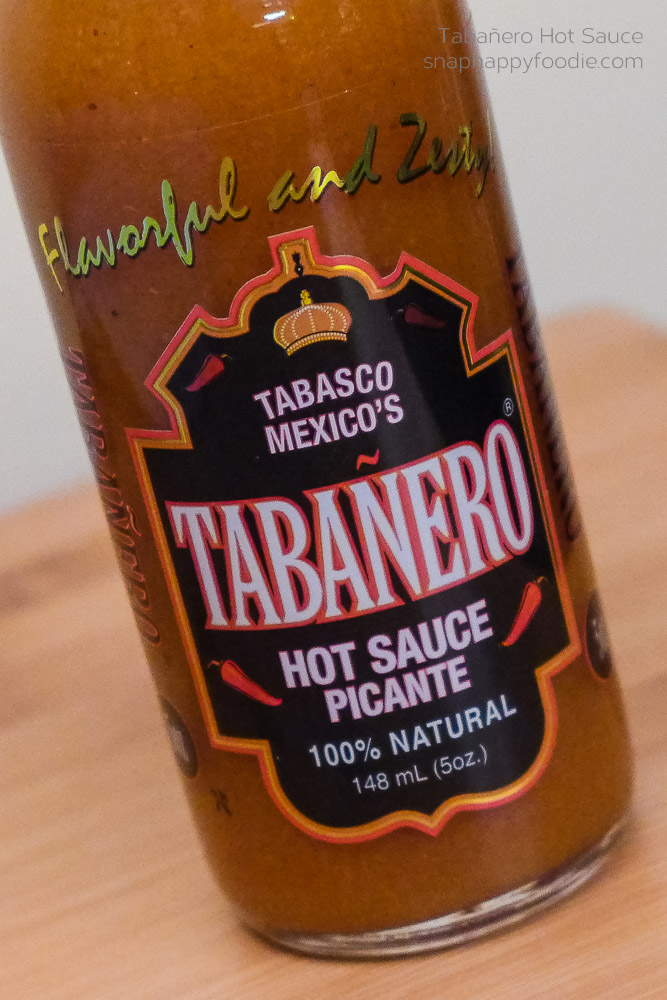 Tabañero Hot Sauce
snaphappyfoodie.com
Flavorful and Zesty!
TABASCO
MEXICO'S
TABAÑERO®
HOT SAUCE
PICANTE
100% NATURAL
148 mL (5oz.)
TABAÑERO